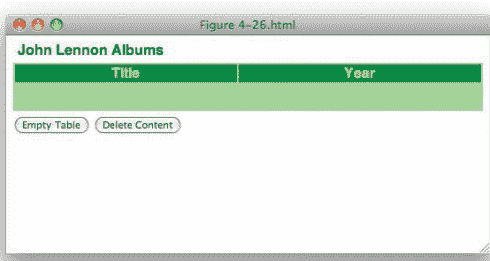 Figure 4-26.html
John Lennon Albums
Title Year
Empty Table Delete Content